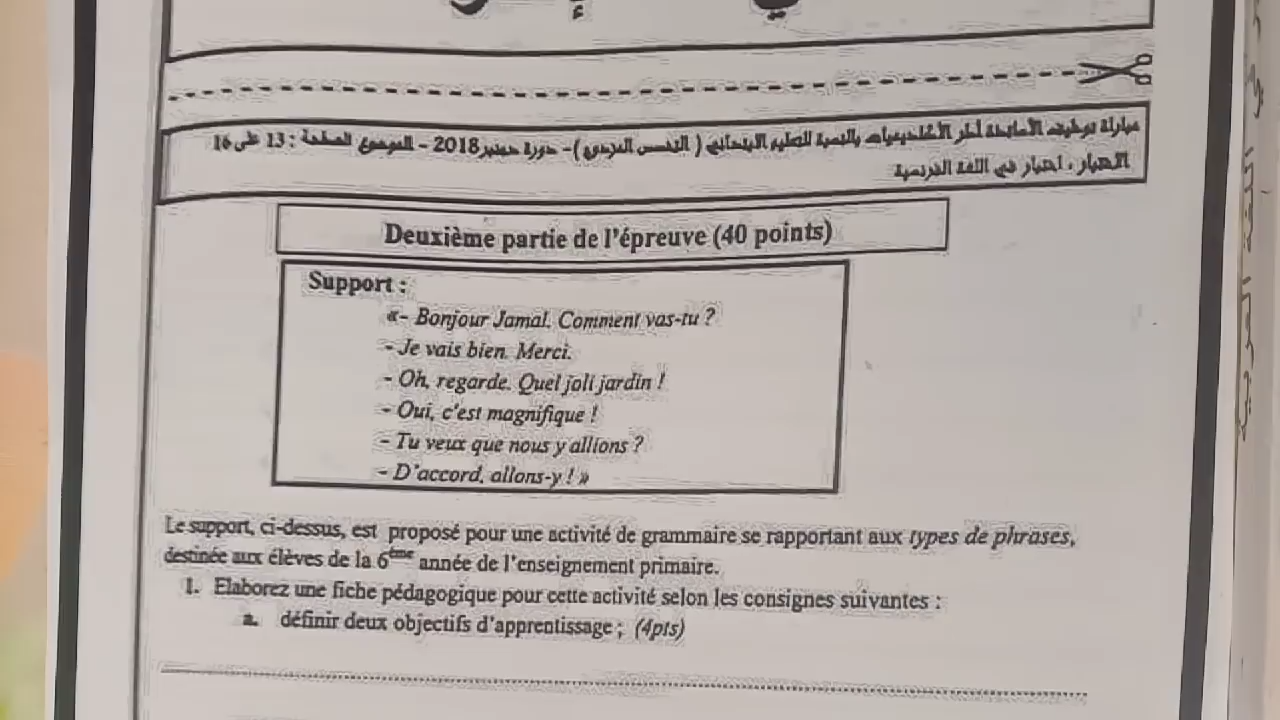 مباراة توظيف الأساتذة أطر الأكاديميات بالنسبة للتعليم الابتدائي ( التخصص المزدوج )- دورة دجنبر 2018 - الموضوع الصفحة : 13 على 16
الاختبار : اختبار في اللغة الفرنسية
Deuxième partie de l'épreuve (40 points)
Support :
«- Bonjour Jamal. Comment vas-tu ?
- Je vais bien. Merci.
- Oh, regarde. Quel joli jardin !
- Oui, c'est magnifique !
- Tu veux que nous y allions ?
- D'accord, allons-y ! »
Le support, ci-dessus, est proposé pour une activité de grammaire se rapportant aux types de phrases,
destinée aux élèves de la 6ème année de l'enseignement primaire.
1. Elaborez une fiche pédagogique pour cette activité selon les consignes suivantes :
a. définir deux objectifs d'apprentissage ; (4pts)